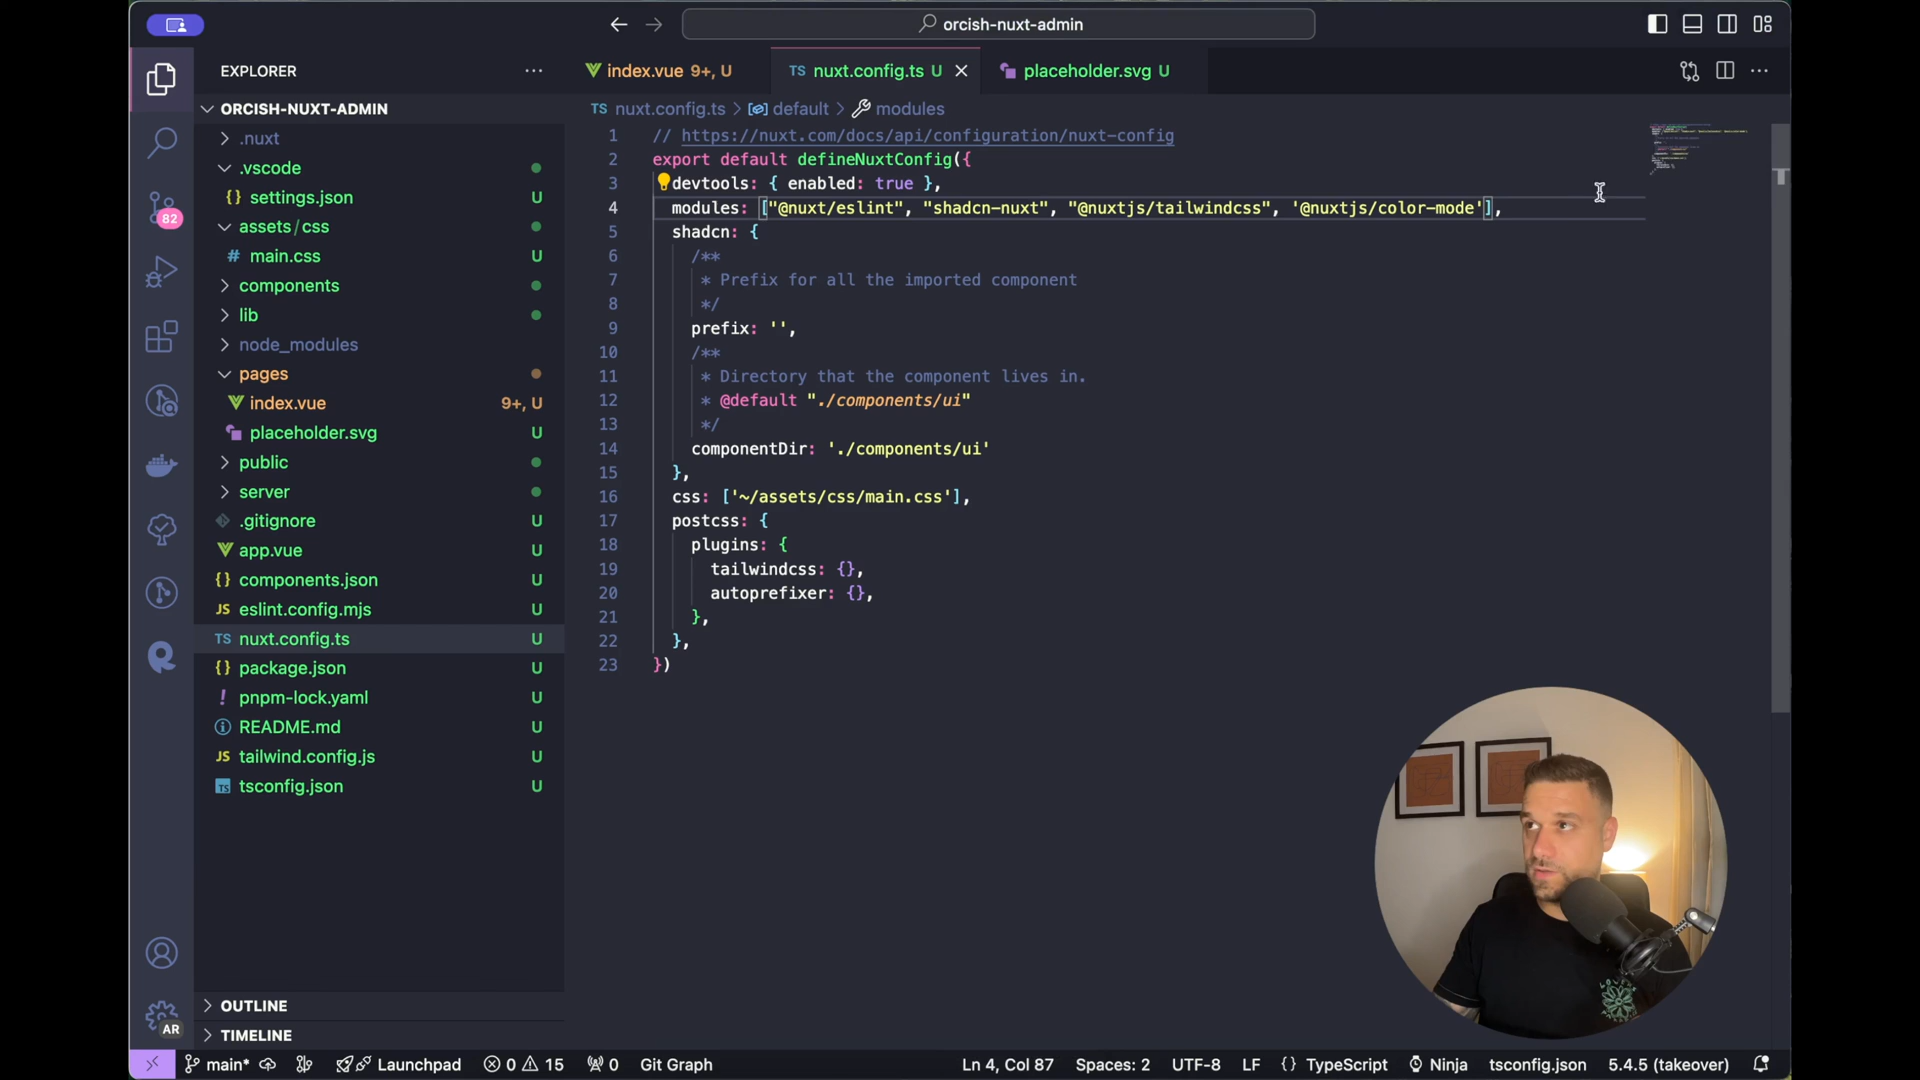 orcish-nuxt-admin
EXPLORER
index.vue 9+, U
TS nuxt.config.ts U
placeholder.svg U
ORCISH-NUXT-ADMIN
TS nuxt.config.ts > default > modules
.nuxt
.vscode
{} settings.json U
assets/css
# main.css U
components
lib
node_modules
pages
index.vue 9+, U
placeholder.svg U
public
server
.gitignore U
app.vue U
{} components.json U
JS eslint.config.mjs U
TS nuxt.config.ts U
{} package.json U
! pnpm-lock.yaml U
README.md U
JS tailwind.config.js U
TS tsconfig.json U
OUTLINE
TIMELINE
82
AR
1 // https://nuxt.com/docs/api/configuration/nuxt-config
2 export default defineNuxtConfig({
3 devtools: { enabled: true },
4 modules: ["@nuxt/eslint", "shadcn-nuxt", "@nuxtjs/tailwindcss", '@nuxtjs/color-mode'],
5 shadcn: {
6 /**
7 * Prefix for all the imported component
8 */
9 prefix: '',
10 /**
11 * Directory that the component lives in.
12 * @default "./components/ui"
13 */
14 componentDir: './components/ui'
15 },
16 css: ['~/assets/css/main.css'],
17 postcss: {
18 plugins: {
19 tailwindcss: {},
20 autoprefixer: {},
21 },
22 },
23 })
main* Launchpad 0 15 0 Git Graph Ln 4, Col 87 Spaces: 2 UTF-8 LF {} TypeScript Ninja tsconfig.json 5.4.5 (takeover)